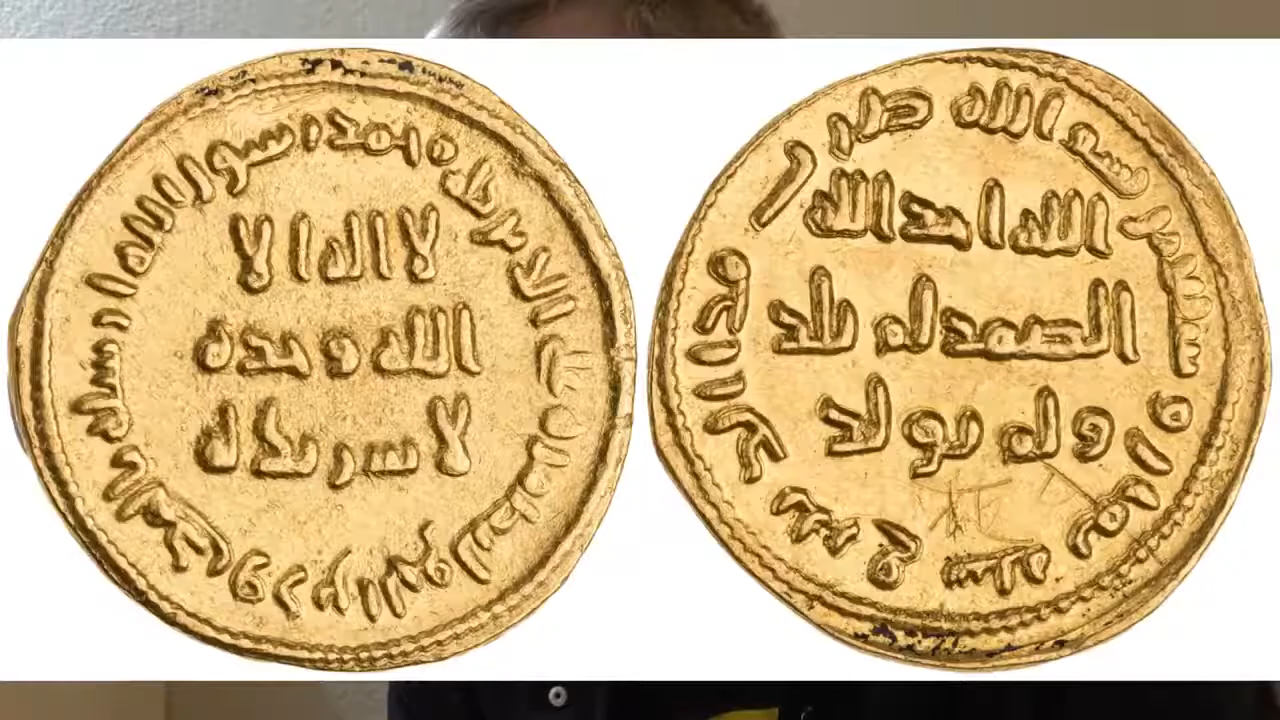 لا اله الا
الله وحده
لا شريك له
محمد رسول الله ارسله بالهدى ودين الحق ليظهره على الدين كله
الله احد الله
الصمد لم يلد
ولم يولد
بسم الله ضرب هذا الدينر في سنة